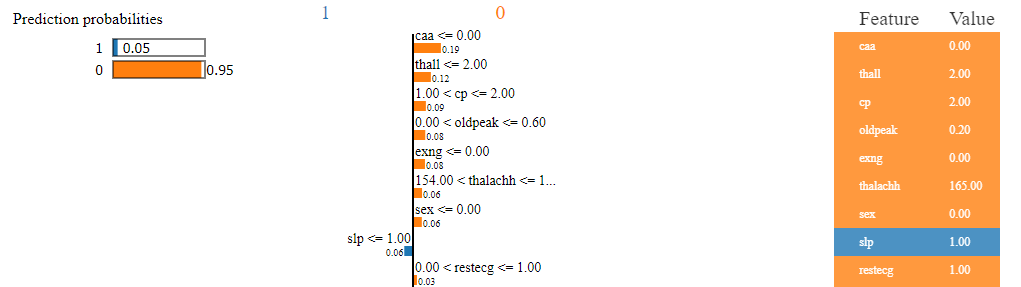 Prediction probabilities
1 0.05
0 0.95
1 0
caa <= 0.00
0.19
thall <= 2.00
0.12
1.00 < cp <= 2.00
0.09
0.00 < oldpeak <= 0.60
0.08
exng <= 0.00
0.08
154.00 < thalachh <= 1...
0.06
sex <= 0.00
0.06
slp <= 1.00
0.06
0.00 < restecg <= 1.00
0.03
Feature Value
caa 0.00
thall 2.00
cp 2.00
oldpeak 0.20
exng 0.00
thalachh 165.00
sex 0.00
slp 1.00
restecg 1.00